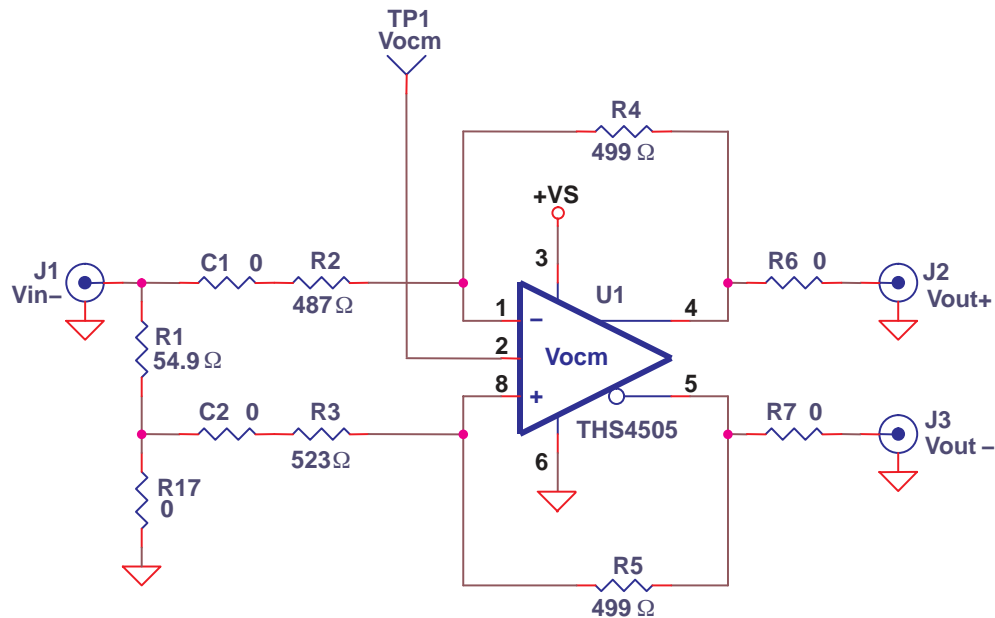 TP1
Vocm
R4
499 Ω
+VS
3
J1
Vin–
C1 0
R2
487 Ω
R6 0
J2
Vout+
U1
1
–
4
R1
54.9 Ω
2
Vocm
8
+
5
C2 0
R3
523 Ω
THS4505
R7 0
J3
Vout –
6
R17
0
R5
499 Ω